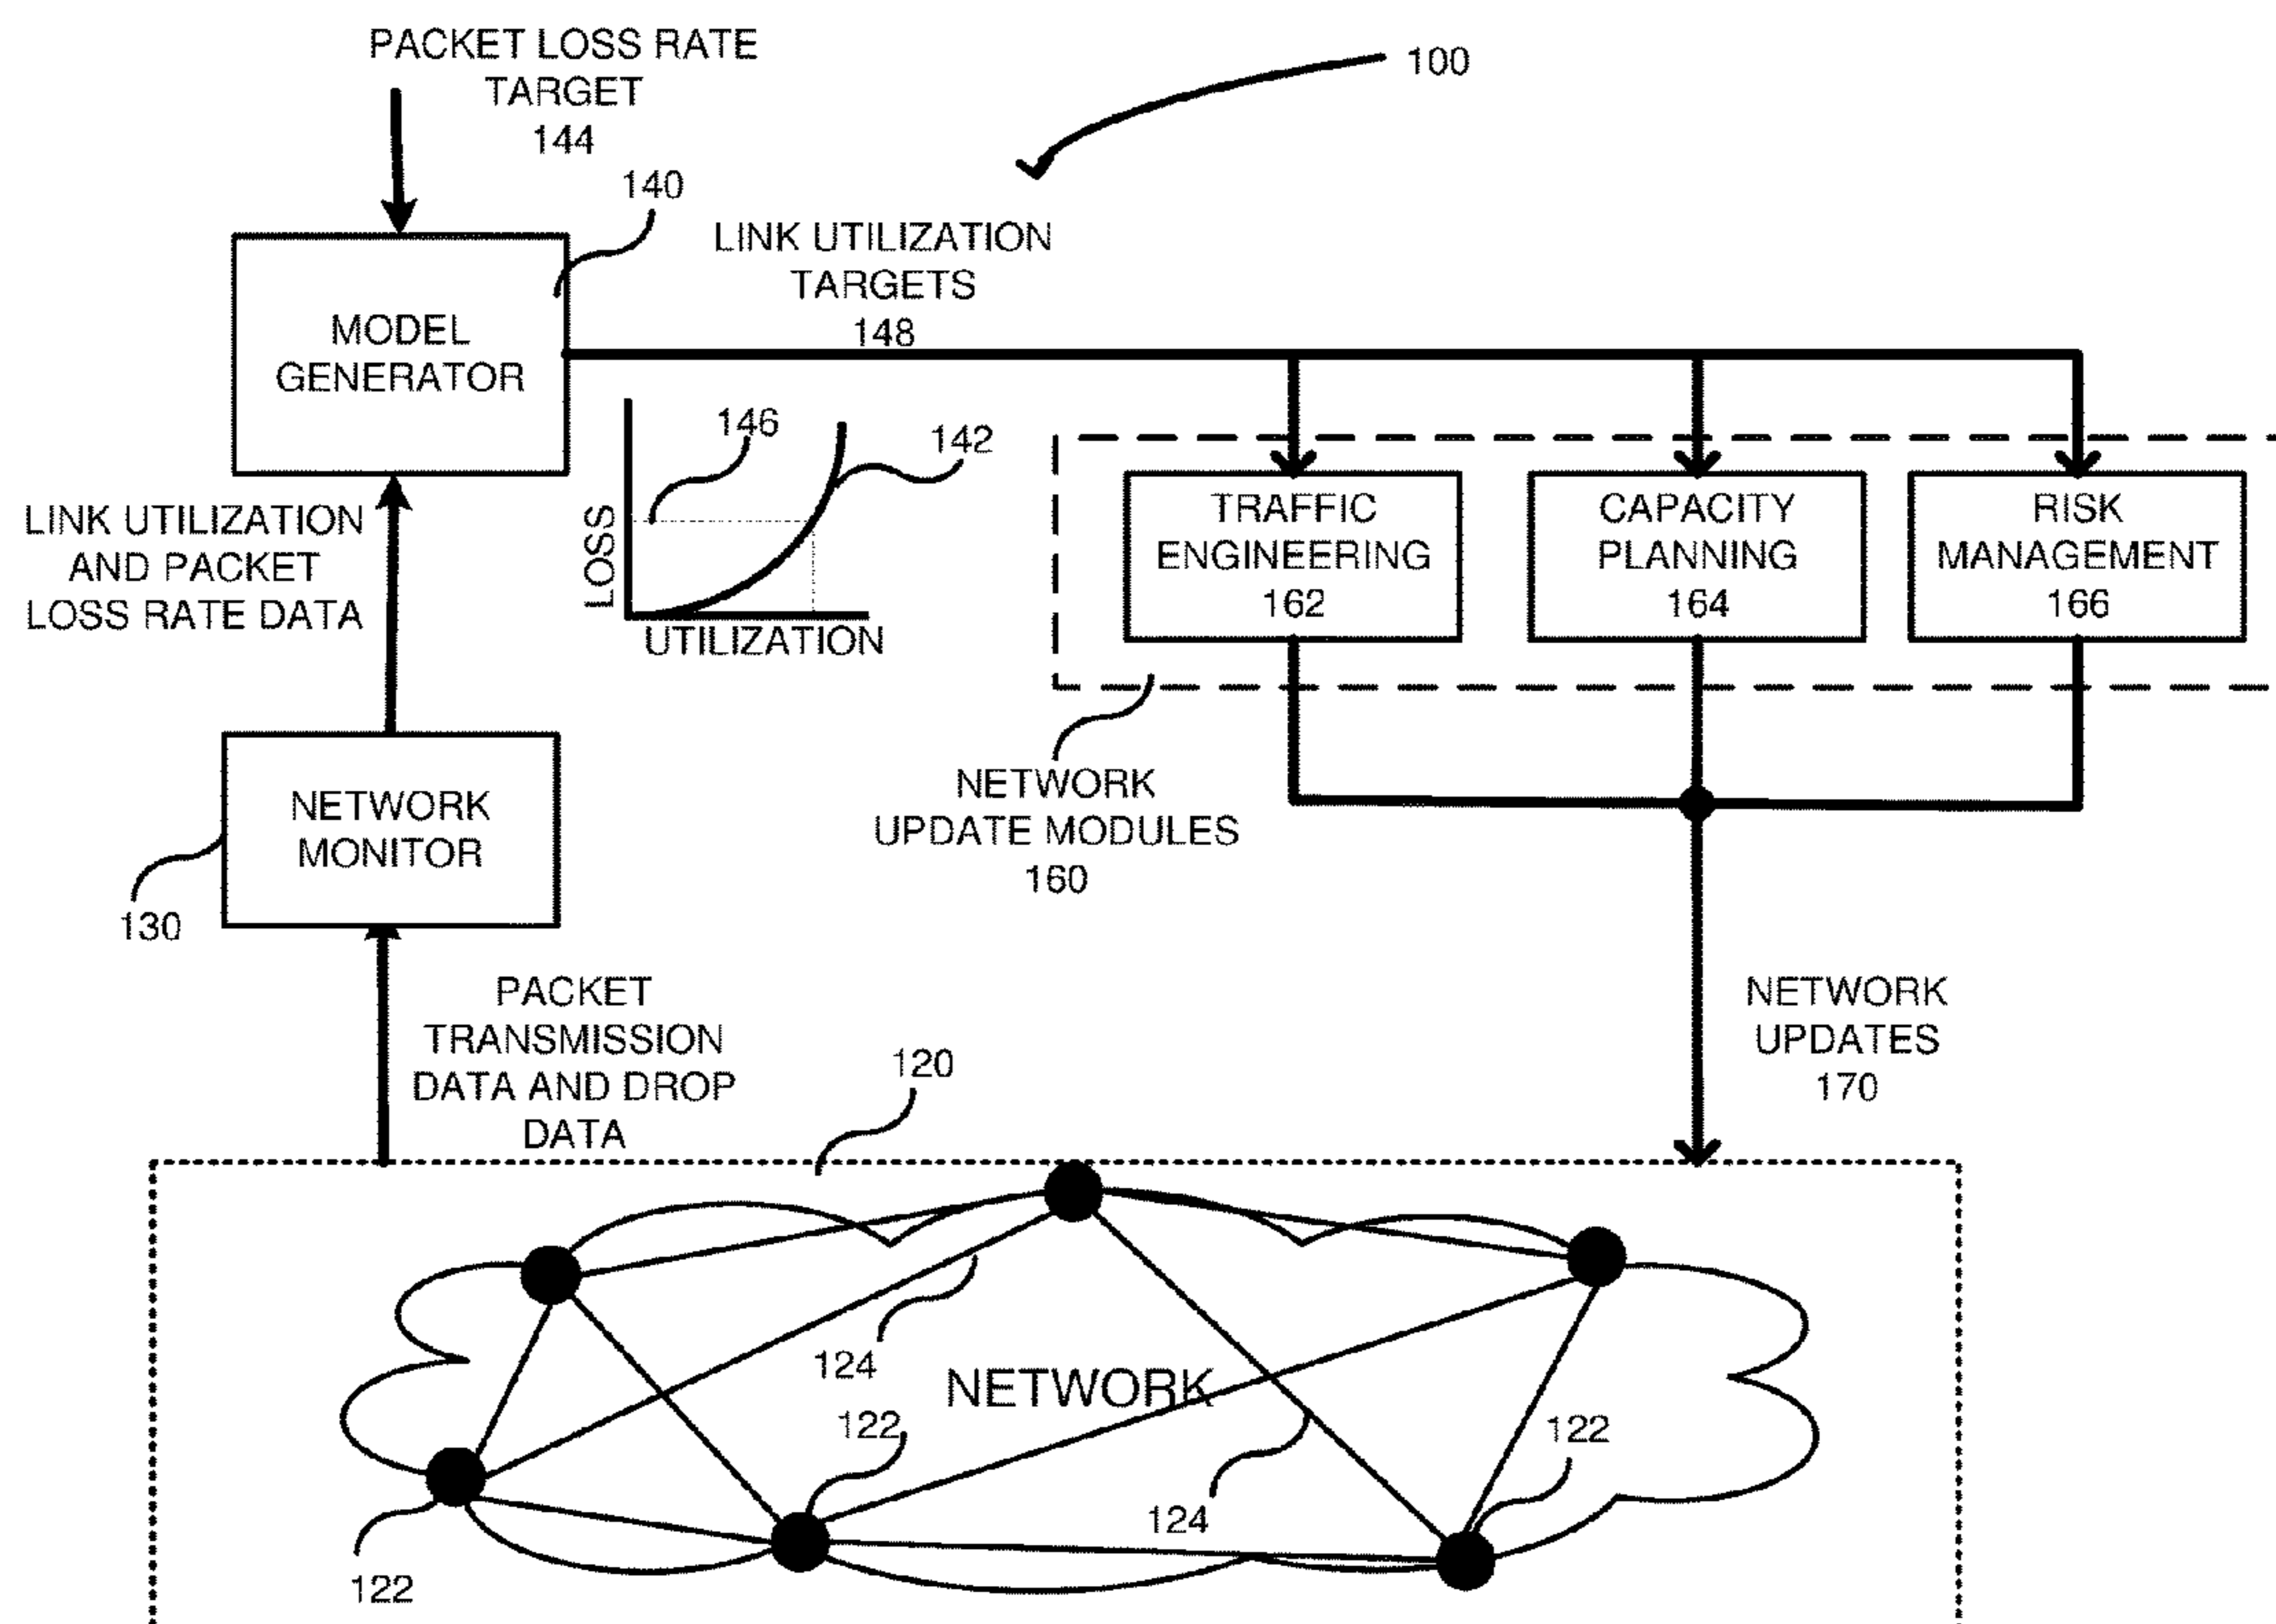 PACKET LOSS RATE
TARGET
144
100
140
LINK UTILIZATION
TARGETS
148
MODEL
GENERATOR
146
142
LOSS
UTILIZATION
TRAFFIC
ENGINEERING
162
CAPACITY
PLANNING
164
RISK
MANAGEMENT
166
LINK UTILIZATION
AND PACKET
LOSS RATE DATA
NETWORK
UPDATE MODULES
160
NETWORK
MONITOR
130
PACKET
TRANSMISSION
DATA AND DROP
DATA
120
NETWORK
UPDATES
170
124
NETWORK
122
122
124
122